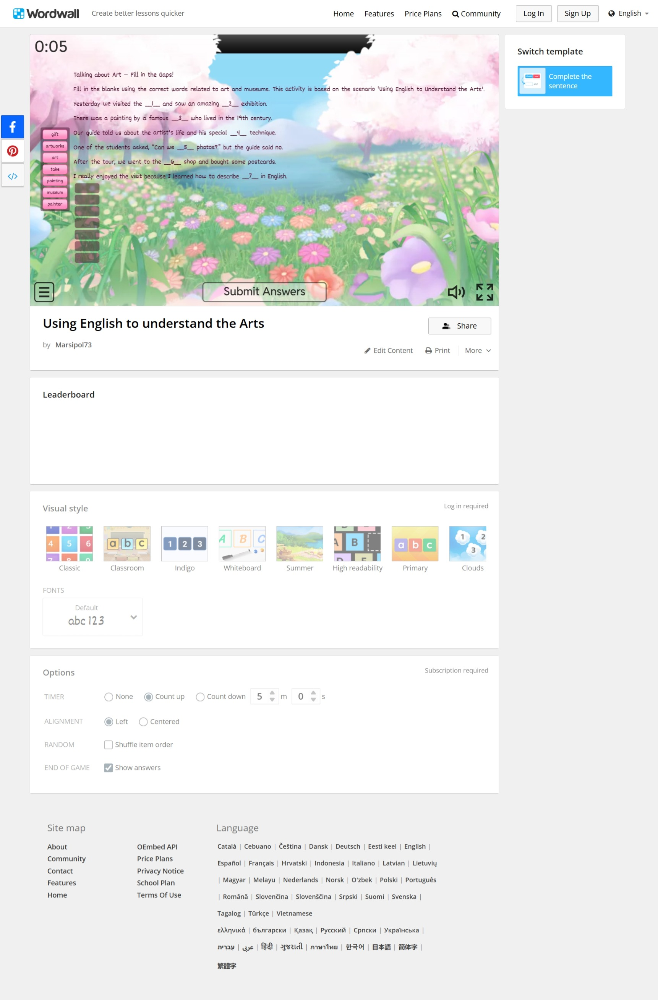 Wordwall Create better lessons quicker Home Features Price Plans Community Log In Sign Up English
0:05
Talking about Art – Fill in the Gaps!
Fill in the blanks using the correct words related to art and museums. This activity is based on the scenario 'Using English to Understand the Arts'.
Yesterday we visited the __1__ and saw an amazing __2__ exhibition.
There was a painting by a famous __3__ who lived in the 19th century.
Our guide told us about the artist's life and his special __4__ technique.
One of the students asked, “Can we __5__ photos?” but the guide said no.
After the tour, we went to the __6__ shop and bought some postcards.
I really enjoyed the visit because I learned how to describe __7__ in English.
gift
artworks
art
take
painting
museum
painter
Submit Answers
Switch template
Complete the
sentence
Using English to understand the Arts
Share
by Marsipol73
Edit Content Print More
Leaderboard
Visual style Log in required
4 5 6
a b c
1 2 3
A B C
A B
a b c
1 2
3
Classic Classroom Indigo Whiteboard Summer High readability Primary Clouds
FONTS
Default
abc 123
Options Subscription required
TIMER None Count up Count down 5 m 0 s
ALIGNMENT Left Centered
RANDOM Shuffle item order
END OF GAME Show answers
Site map
About
Community
Contact
Features
Home
OEmbed API
Price Plans
Privacy Notice
School Plan
Terms Of Use
Language
Català | Cebuano | Čeština | Dansk | Deutsch | Eesti keel | English |
Español | Français | Hrvatski | Indonesia | Italiano | Latvian | Lietuvių
| Magyar | Melayu | Nederlands | Norsk | O'zbek | Polski | Português
| Română | Slovenčina | Slovenščina | Srpski | Suomi | Svenska |
Tagalog | Türkçe | Vietnamese
ελληνικά | български | Қазақ | Русский | Српски | Українська |
עברית | عربى | हिंदी | ગુજરાતી | ภาษาไทย | 한국어 | 日本語 | 简体字 |
繁體字